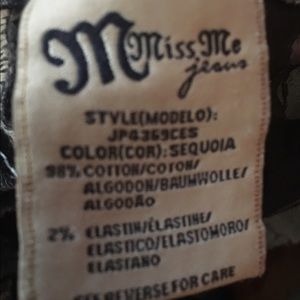 M Miss Me
jeans
STYLE(MODELO):
JP4369CES
COLOR(COR): SEQUOIA
98% COTTON/COTON/
ALGODON/BAUMWOLLE/
ALGODÃO
2% ELASTIN/ÉLASTINE/
ELASTICO/ELASTOMORO/
ELASTANO
SEE REVERSE FOR CARE